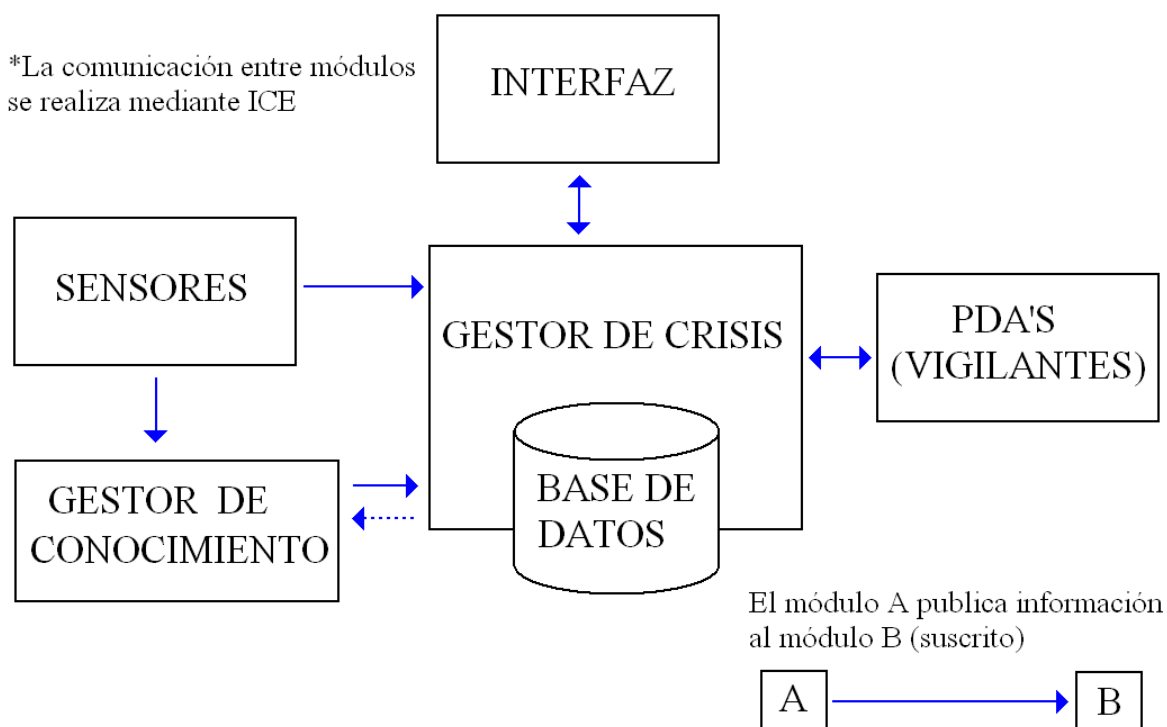 *La comunicación entre módulos
se realiza mediante ICE
INTERFAZ
SENSORES
GESTOR DE CRISIS
PDA'S
(VIGILANTES)
GESTOR DE
CONOCIMIENTO
BASE DE
DATOS
El módulo A publica información
al módulo B (suscrito)
A
B